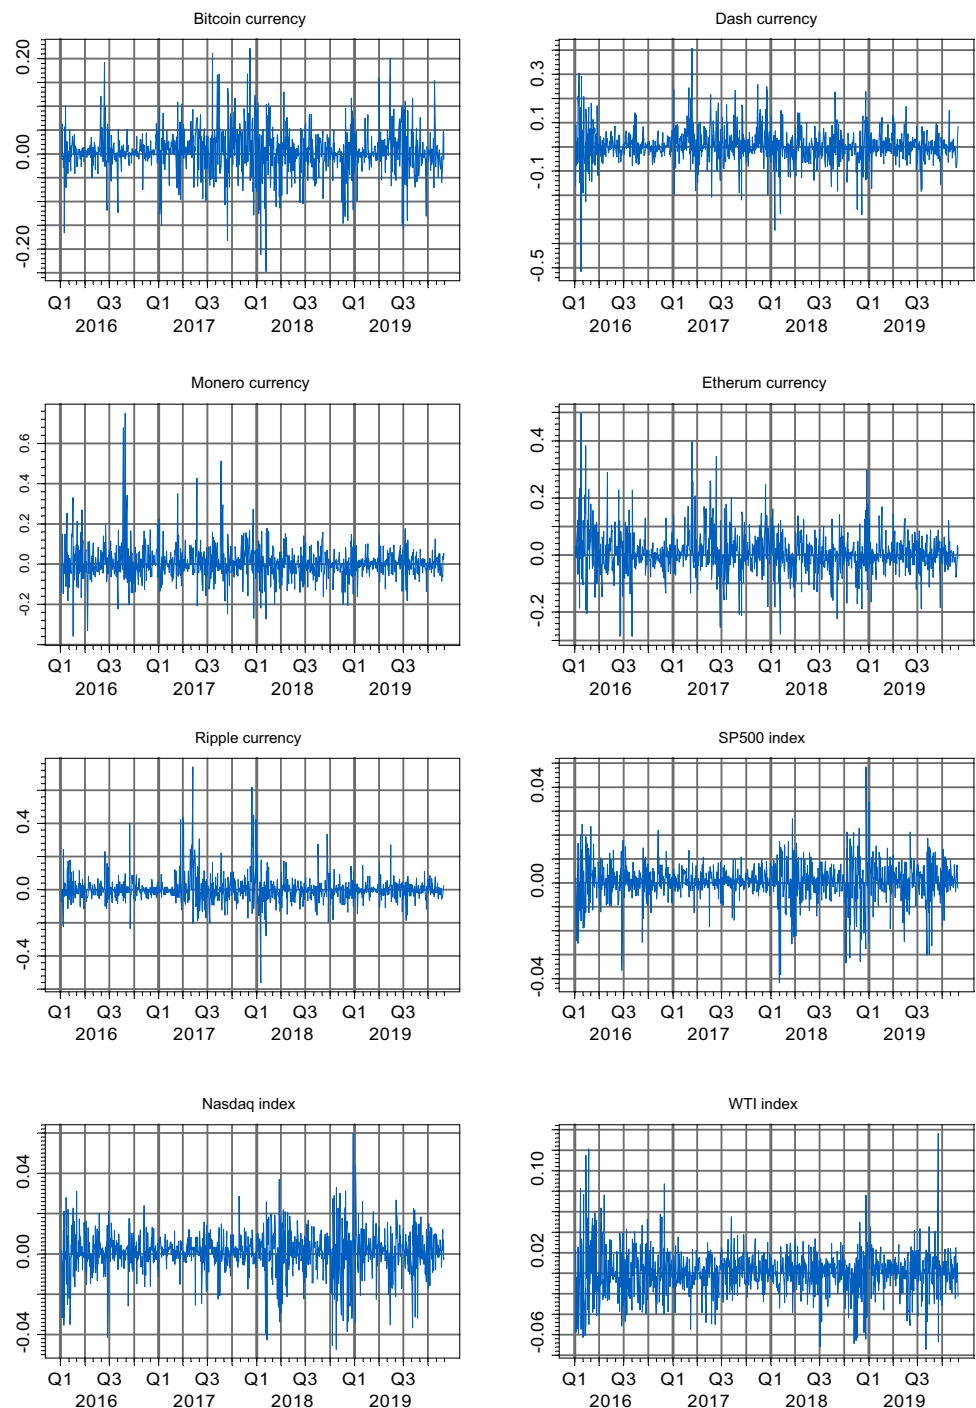 Bitcoin currency
0.20
0.00
-0.20
Q1 Q3 Q1 Q3 Q1 Q3 Q1 Q3
2016 2017 2018 2019
Dash currency
0.3
0.1
-0.1
-0.5
Q1 Q3 Q1 Q3 Q1 Q3 Q1 Q3
2016 2017 2018 2019
Monero currency
0.6
0.4
0.2
0.0
-0.2
Q1 Q3 Q1 Q3 Q1 Q3 Q1 Q3
2016 2017 2018 2019
Etherum currency
0.4
0.2
0.0
-0.2
Q1 Q3 Q1 Q3 Q1 Q3 Q1 Q3
2016 2017 2018 2019
Ripple currency
0.4
0.0
-0.4
Q1 Q3 Q1 Q3 Q1 Q3 Q1 Q3
2016 2017 2018 2019
SP500 index
0.04
0.00
-0.04
Q1 Q3 Q1 Q3 Q1 Q3 Q1 Q3
2016 2017 2018 2019
Nasdaq index
0.04
0.00
-0.04
Q1 Q3 Q1 Q3 Q1 Q3 Q1 Q3
2016 2017 2018 2019
WTI index
0.10
0.02
-0.06
Q1 Q3 Q1 Q3 Q1 Q3 Q1 Q3
2016 2017 2018 2019